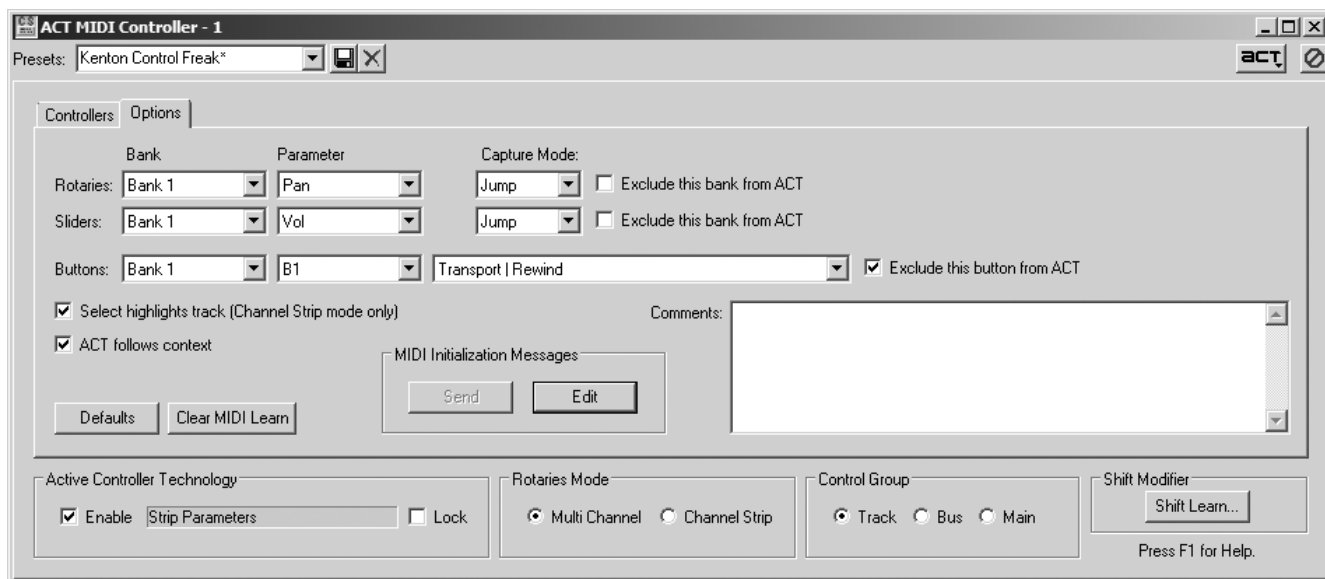 ACT MIDI Controller - 1
Presets: Kenton Control Freak* act
Controllers Options
Bank Parameter Capture Mode:
Rotaries: Bank 1 Pan Jump Exclude this bank from ACT
Sliders: Bank 1 Vol Jump Exclude this bank from ACT
Buttons: Bank 1 B1 Transport | Rewind Exclude this button from ACT
Select highlights track (Channel Strip mode only) Comments:
ACT follows context
MIDI Initialization Messages
Send Edit
Defaults Clear MIDI Learn
Active Controller Technology Rotaries Mode Control Group Shift Modifier
Enable Strip Parameters Lock Multi Channel Channel Strip Track Bus Main Shift Learn...
Press F1 for Help.